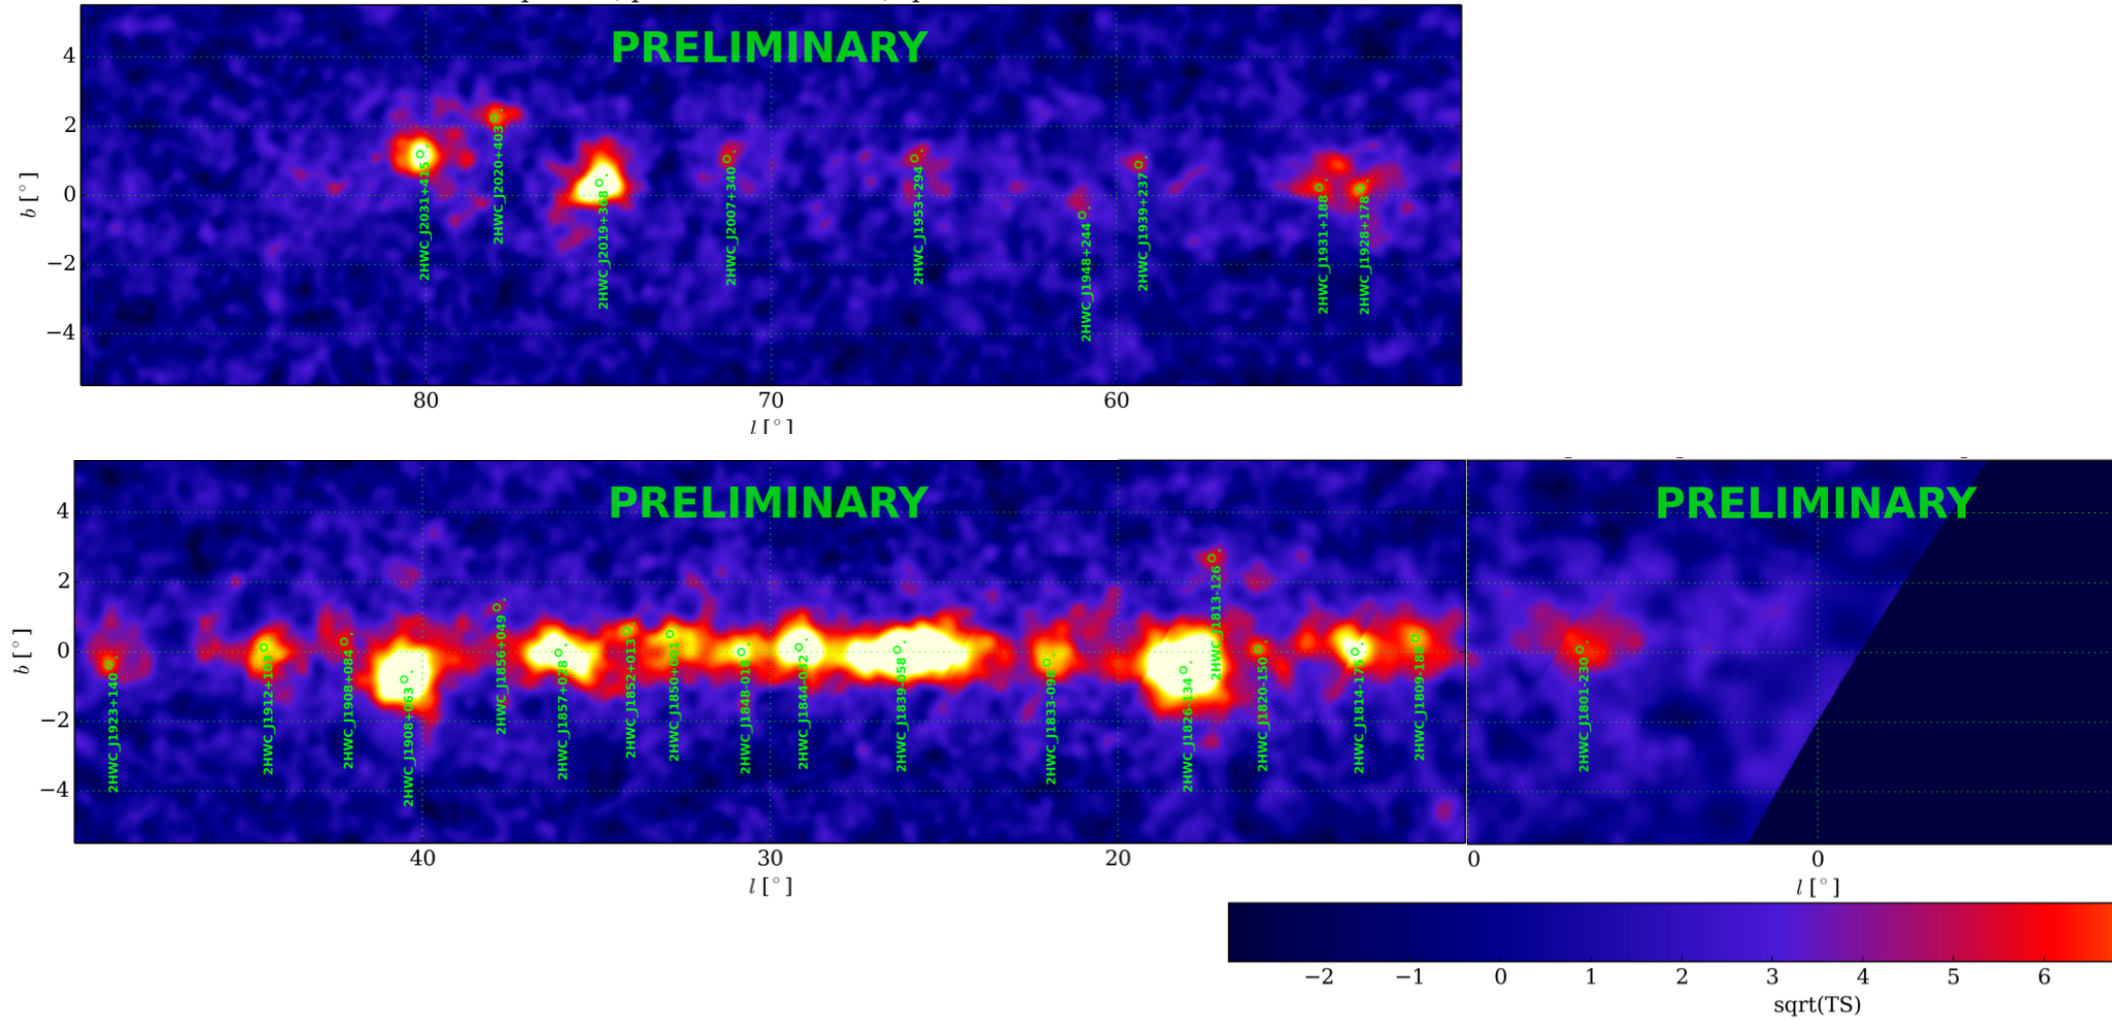 PRELIMINARY
4
2
0
−2
−4
b [°]
2HWC_J2031+415
2HWC_J2020+403
2HWC_J2019+368
2HWC_J2007+340
2HWC_J1953+294
2HWC_J1948+244
2HWC_J1939+237
2HWC_J1931+188
2HWC_J1928+178
80
70
60
l [°]
PRELIMINARY
PRELIMINARY
4
2
0
−2
−4
b [°]
2HWC_J1923+140
2HWC_J1912+103
2HWC_J1908+084
2HWC_J1908+063
2HWC_J1856+049
2HWC_J1857+028
2HWC_J1852+013
2HWC_J1850+001
2HWC_J1848-018
2HWC_J1844-032
2HWC_J1839-058
2HWC_J1833-098
2HWC_J1826-134
2HWC_J1813-126
2HWC_J1820-150
2HWC_J1814-175
2HWC_J1809-188
2HWC_J1801-230
40
30
20
0
0
l [°]
l [°]
−2
−1
0
1
2
3
4
5
6
sqrt(TS)